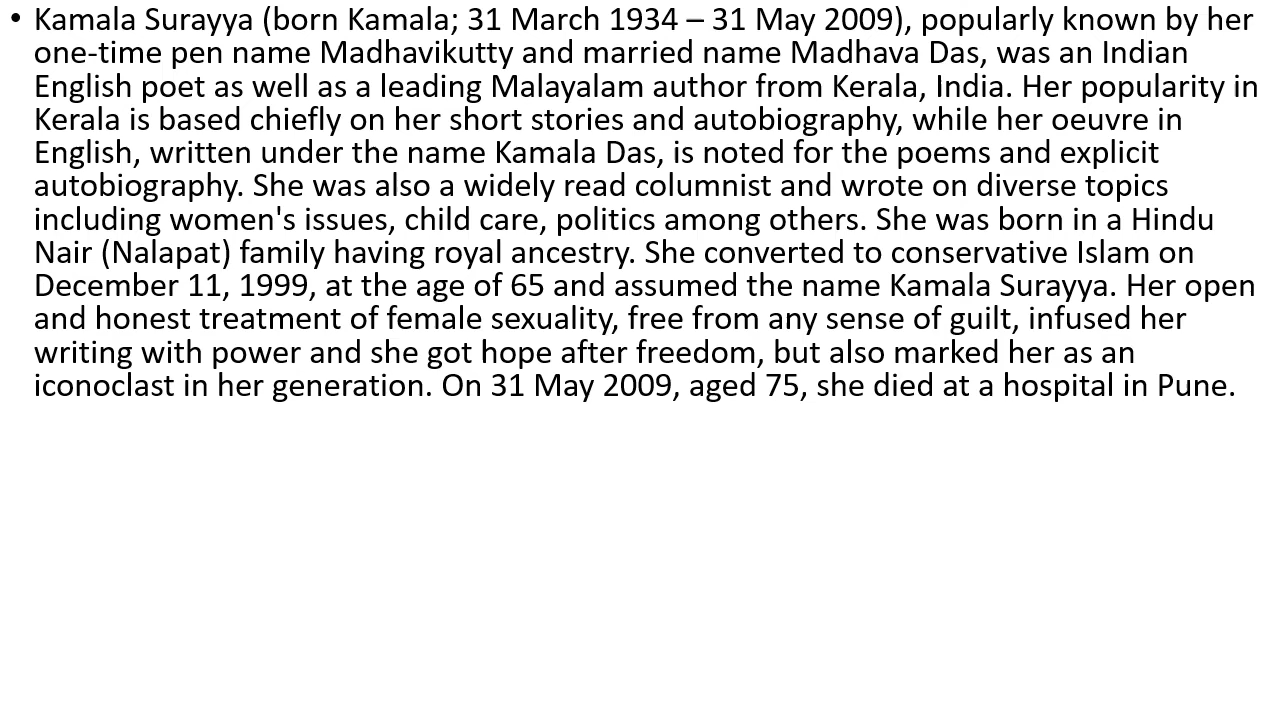 • Kamala Surayya (born Kamala; 31 March 1934 – 31 May 2009), popularly known by her
one-time pen name Madhavikutty and married name Madhava Das, was an Indian
English poet as well as a leading Malayalam author from Kerala, India. Her popularity in
Kerala is based chiefly on her short stories and autobiography, while her oeuvre in
English, written under the name Kamala Das, is noted for the poems and explicit
autobiography. She was also a widely read columnist and wrote on diverse topics
including women's issues, child care, politics among others. She was born in a Hindu
Nair (Nalapat) family having royal ancestry. She converted to conservative Islam on
December 11, 1999, at the age of 65 and assumed the name Kamala Surayya. Her open
and honest treatment of female sexuality, free from any sense of guilt, infused her
writing with power and she got hope after freedom, but also marked her as an
iconoclast in her generation. On 31 May 2009, aged 75, she died at a hospital in Pune.